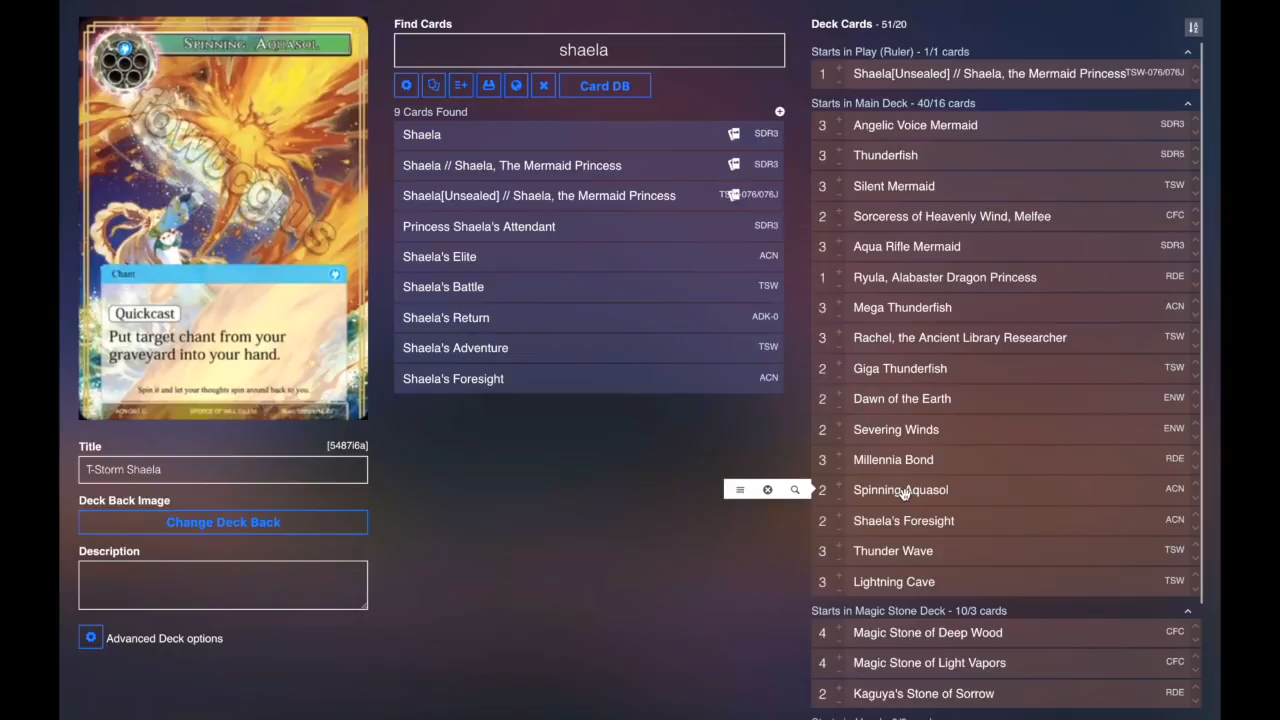 SPINNING AQUASOL
fowtcgus
Chant
Quickcast
Put target chant from your
graveyard into your hand.
Spin it and let your thoughts spin around back to you.
Title
[5487i6a]
T-Storm Shaela
Deck Back Image
Change Deck Back
Description
Advanced Deck options
Find Cards
shaela
Card DB
9 Cards Found
Shaela SDR3
Shaela // Shaela, The Mermaid Princess SDR3
Shaela[Unsealed] // Shaela, the Mermaid Princess 076/076J
Princess Shaela's Attendant SDR3
Shaela's Elite ACN
Shaela's Battle TSW
Shaela's Return ADK-0
Shaela's Adventure TSW
Shaela's Foresight ACN
Deck Cards - 51/20
Starts in Play (Ruler) - 1/1 cards
1 Shaela[Unsealed] // Shaela, the Mermaid Princess TSW-076/076J
Starts in Main Deck - 40/16 cards
3 Angelic Voice Mermaid SDR3
3 Thunderfish SDR5
3 Silent Mermaid TSW
2 Sorceress of Heavenly Wind, Melfee CFC
3 Aqua Rifle Mermaid SDR3
1 Ryula, Alabaster Dragon Princess RDE
3 Mega Thunderfish ACN
3 Rachel, the Ancient Library Researcher TSW
2 Giga Thunderfish TSW
2 Dawn of the Earth ENW
2 Severing Winds ENW
3 Millennia Bond RDE
2 Spinning Aquasol ACN
2 Shaela's Foresight ACN
3 Thunder Wave TSW
3 Lightning Cave TSW
Starts in Magic Stone Deck - 10/3 cards
4 Magic Stone of Deep Wood CFC
4 Magic Stone of Light Vapors CFC
2 Kaguya's Stone of Sorrow RDE